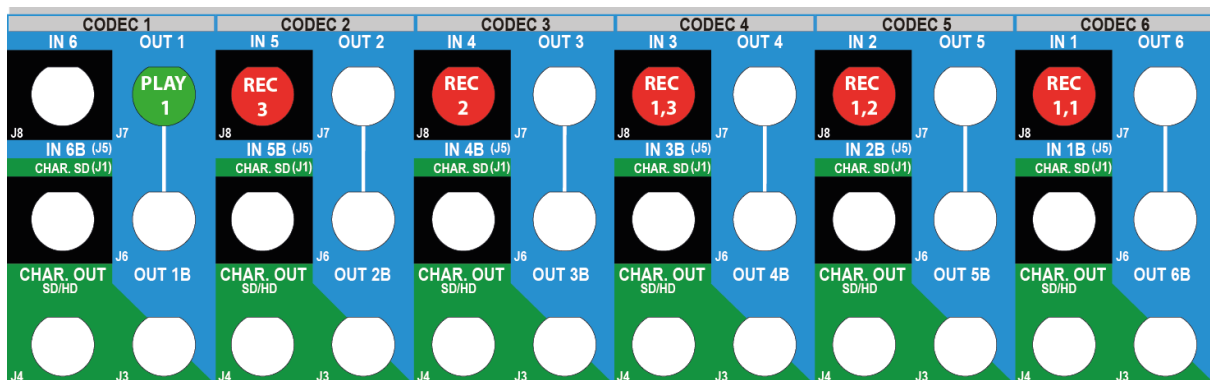 CODEC 1 CODEC 2 CODEC 3 CODEC 4 CODEC 5 CODEC 6
IN 6 OUT 1 IN 5 OUT 2 IN 4 OUT 3 IN 3 OUT 4 IN 2 OUT 5 IN 1 OUT 6
PLAY REC REC REC REC REC
1 3 2 1,3 1,2 1,1
J8 J7 J8 J7 J8 J7 J8 J7 J8 J7 J8 J7
IN 6B (J5) IN 5B (J5) IN 4B (J5) IN 3B (J5) IN 2B (J5) IN 1B (J5)
CHAR. SD (J1) CHAR. SD (J1) CHAR. SD (J1) CHAR. SD (J1) CHAR. SD (J1) CHAR. SD (J1)
J6 J6 J6 J6 J6 J6
CHAR. OUT OUT 1B CHAR. OUT OUT 2B CHAR. OUT OUT 3B CHAR. OUT OUT 4B CHAR. OUT OUT 5B CHAR. OUT OUT 6B
SD/HD SD/HD SD/HD SD/HD SD/HD SD/HD
J4 J3 J4 J3 J4 J3 J4 J3 J4 J3 J4 J3